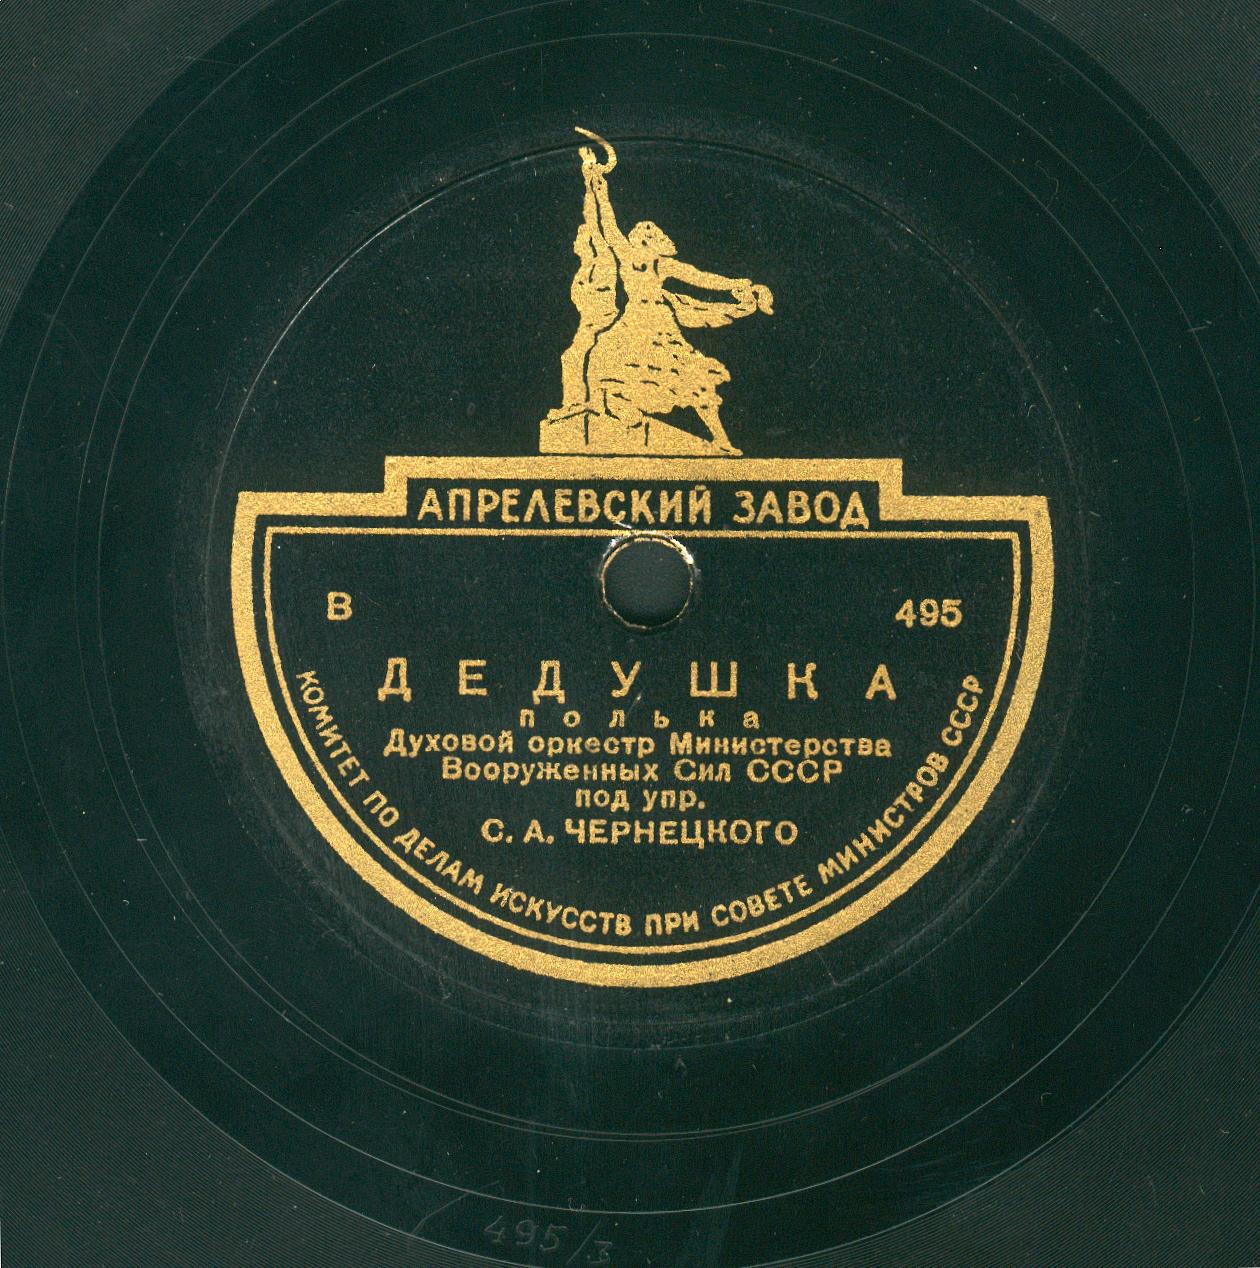 АПРЕЛЕВСКИЙ ЗАВОД
В 495
ДЕДУШКА
полька
Духовой оркестр Министерства
Вооруженных Сил СССР
под упр.
С. А. ЧЕРНЕЦКОГО
КОМИТЕТ ПО ДЕЛАМ ИСКУССТВ ПРИ СОВЕТЕ МИНИСТРОВ СССР
495/3